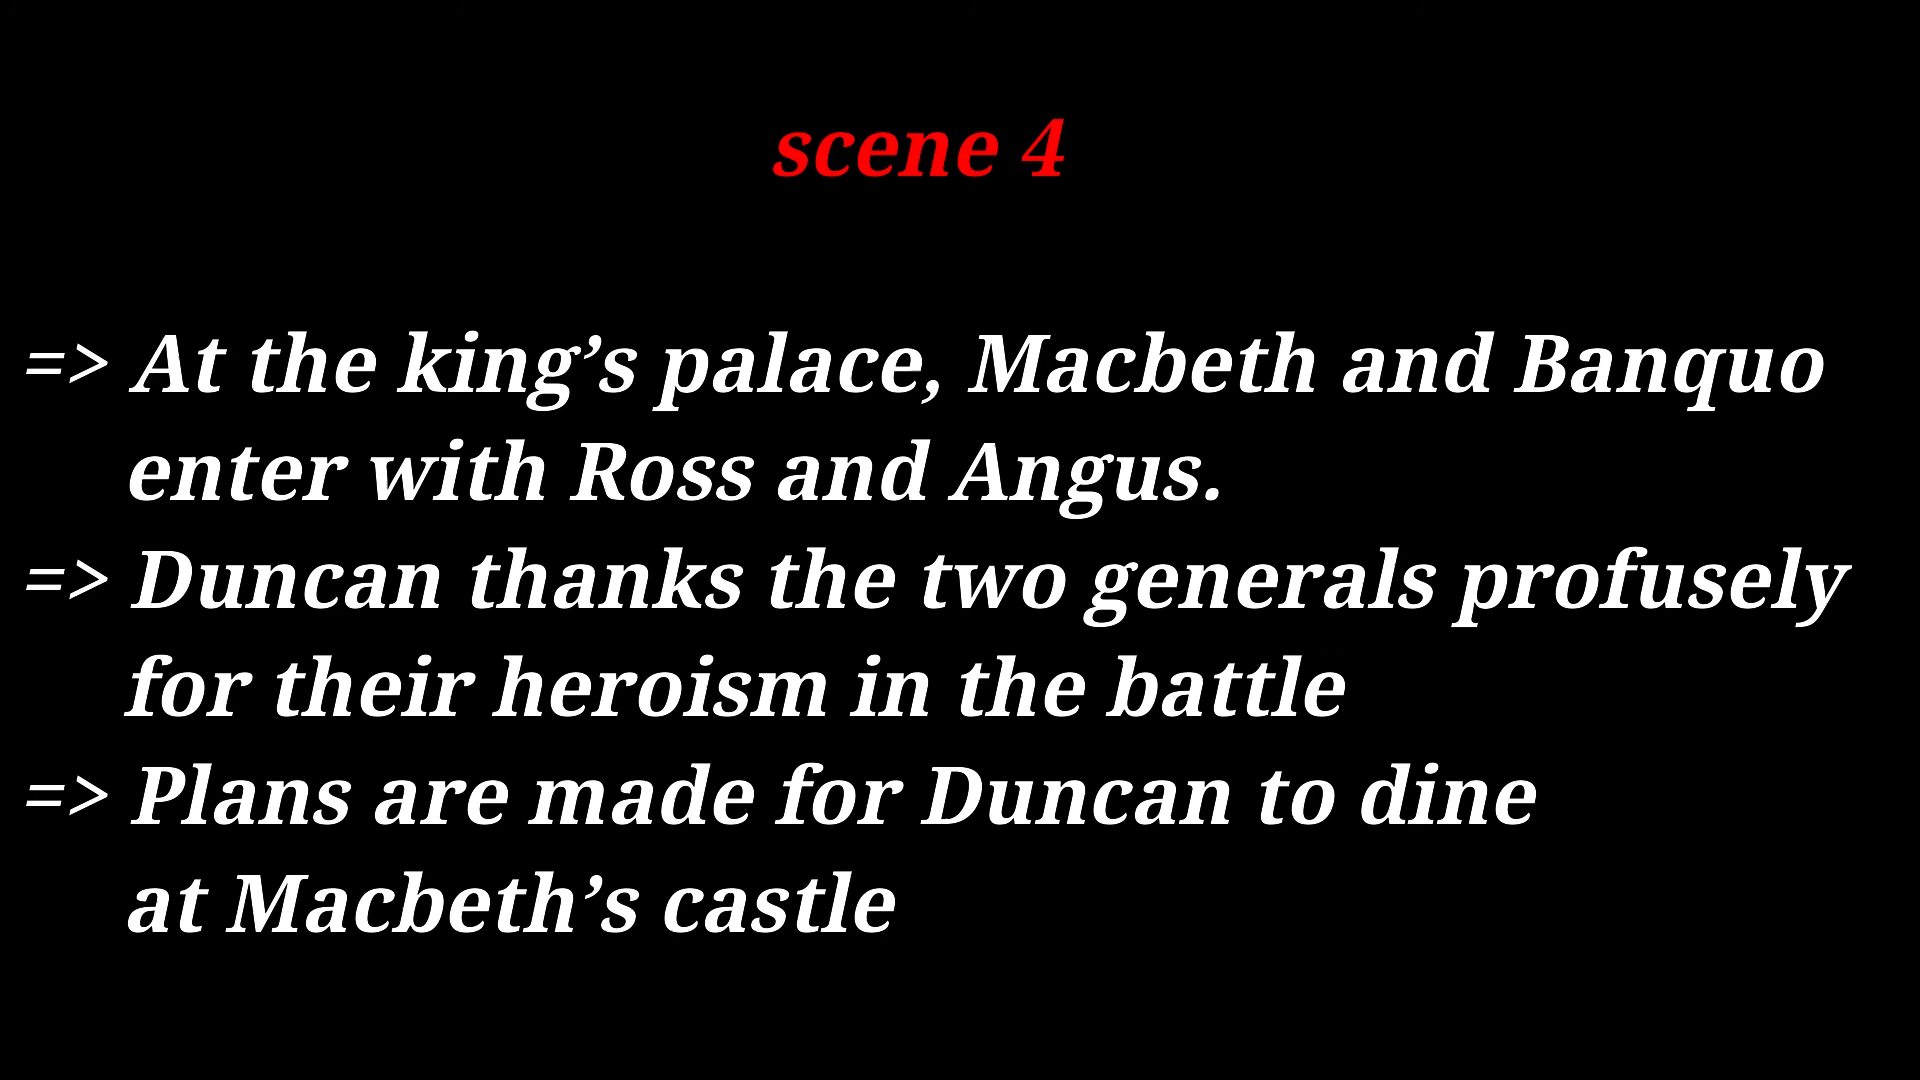 scene 4
=> At the king’s palace, Macbeth and Banquo
enter with Ross and Angus.
=> Duncan thanks the two generals profusely
for their heroism in the battle
=> Plans are made for Duncan to dine
at Macbeth’s castle